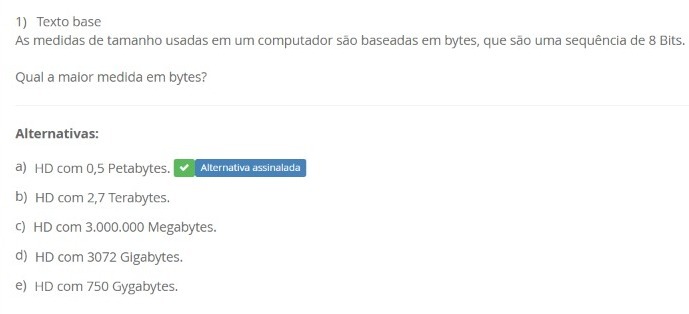 1) Texto base
As medidas de tamanho usadas em um computador são baseadas em bytes, que são uma sequência de 8 Bits.
Qual a maior medida em bytes?
Alternativas:
a) HD com 0,5 Petabytes. Alternativa assinalada
b) HD com 2,7 Terabytes.
c) HD com 3.000.000 Megabytes.
d) HD com 3072 Gigabytes.
e) HD com 750 Gygabytes.